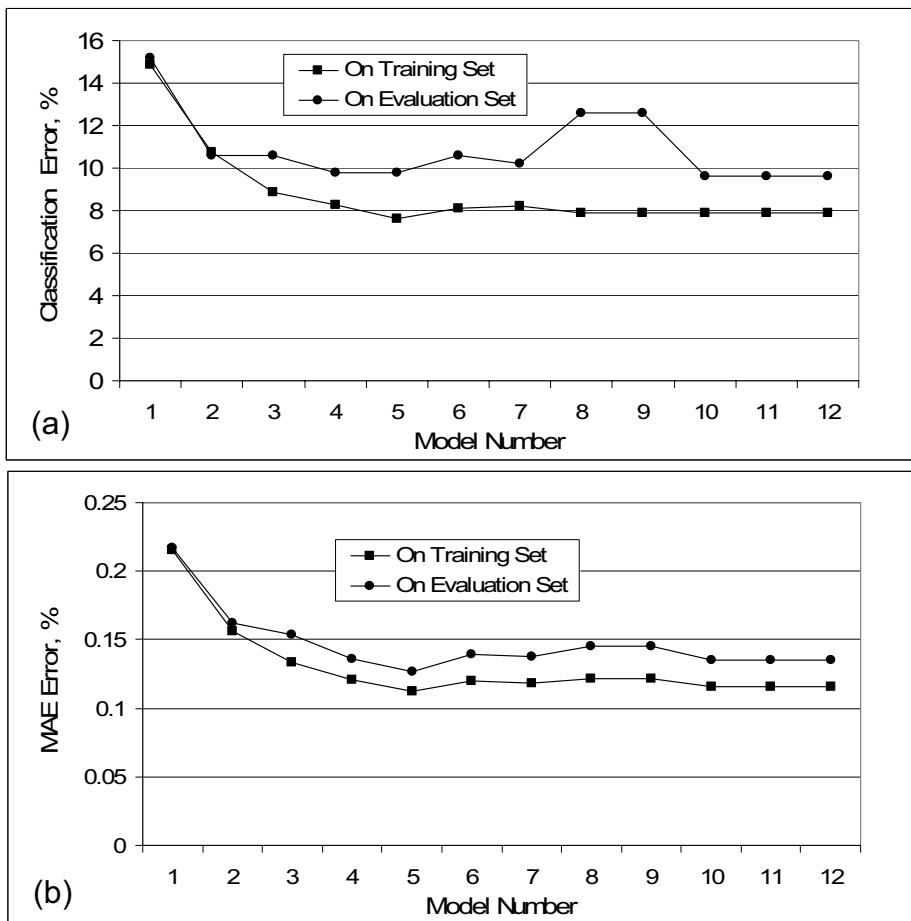 16
14
12
10
8
6
4
2
0
Classification Error, %
On Training Set
On Evaluation Set
1 2 3 4 5 6 7 8 9 10 11 12
Model Number
(a)
0.25
0.2
0.15
0.1
0.05
0
MAE Error, %
On Training Set
On Evaluation Set
1 2 3 4 5 6 7 8 9 10 11 12
Model Number
(b)